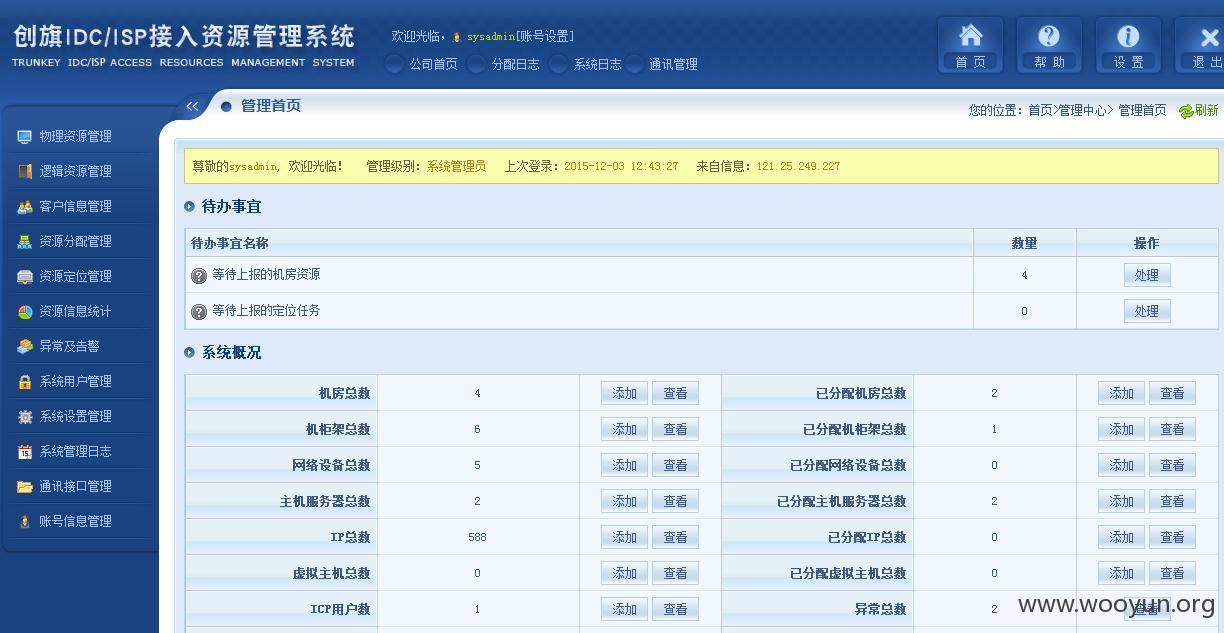 创旗IDC/ISP接入资源管理系统
TRUNKEY IDC/ISP ACCESS RESOURCES MANAGEMENT SYSTEM
欢迎光临， sysadmin[账号设置]
公司首页 分配日志 系统日志 通讯管理
首页 帮助 设置 退出
管理首页
您的位置：首页>管理中心> 管理首页 刷新
物理资源管理
逻辑资源管理
客户信息管理
资源分配管理
资源定位管理
资源信息统计
异常及告警
系统用户管理
系统设置管理
系统管理日志
通讯接口管理
账号信息管理
尊敬的sysadmin, 欢迎光临! 管理级别：系统管理员 上次登录：2015-12-03 12:43:27 来自信息：121.25.249.227
待办事宜
待办事宜名称 数量 操作
等待上报的机房资源 4 处理
等待上报的定位任务 0 处理
系统概况
机房总数 4 添加 查看 已分配机房总数 2 添加 查看
机柜架总数 6 添加 查看 已分配机柜架总数 1 添加 查看
网络设备总数 5 添加 查看 已分配网络设备总数 0 添加 查看
主机服务器总数 2 添加 查看 已分配主机服务器总数 2 添加 查看
IP总数 588 添加 查看 已分配IP总数 0 添加 查看
虚拟主机总数 0 添加 查看 已分配虚拟主机总数 0 添加 查看
ICP用户数 1 添加 查看 异常总数 2 查看
www.wooyun.org